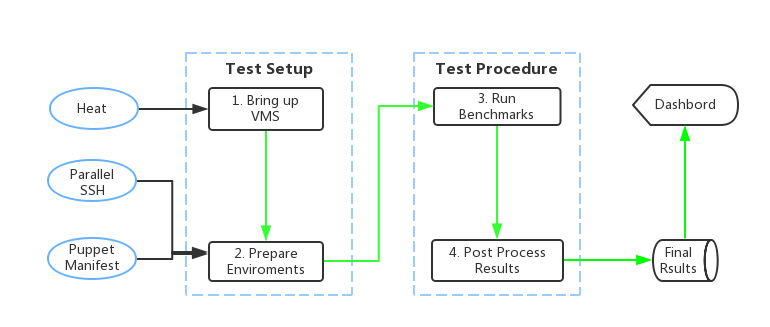 Test Setup
Test Procedure
Heat
1. Bring up
VMS
3. Run
Benchmarks
Dashbord
Parallel
SSH
Puppet
Manifest
2. Prepare
Enviroments
4. Post Process
Results
Final
Rsults